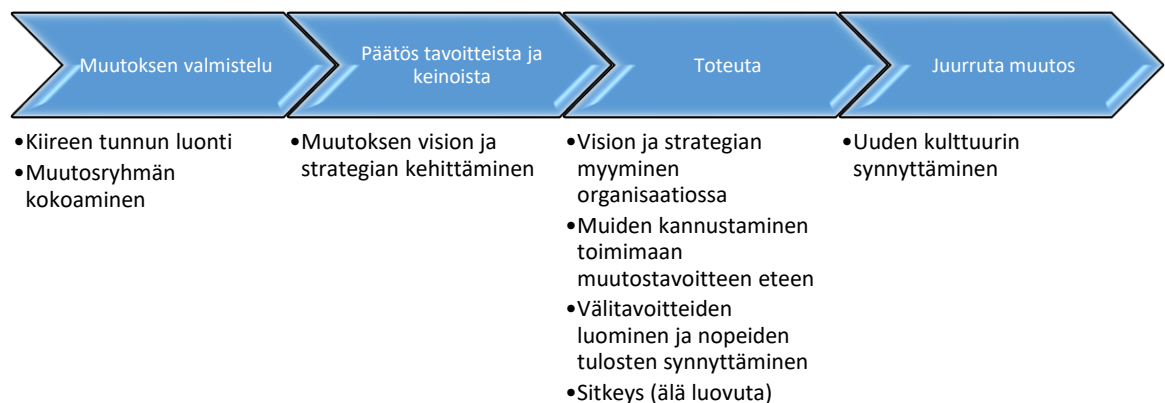 Muutoksen valmistelu
Päätös tavoitteista ja
keinoista
Toteuta
Juurruta muutos
•Kiireen tunnun luonti
•Muutosryhmän
kokoaminen
•Muutoksen vision ja
strategian kehittäminen
•Vision ja strategian
myyminen
organisaatiossa
•Muiden kannustaminen
toimimaan
muutostavoitteen eteen
•Välitavoitteiden
luominen ja nopeiden
tulosten synnyttäminen
•Sitkeys (älä luovuta)
•Uuden kulttuurin
synnyttäminen